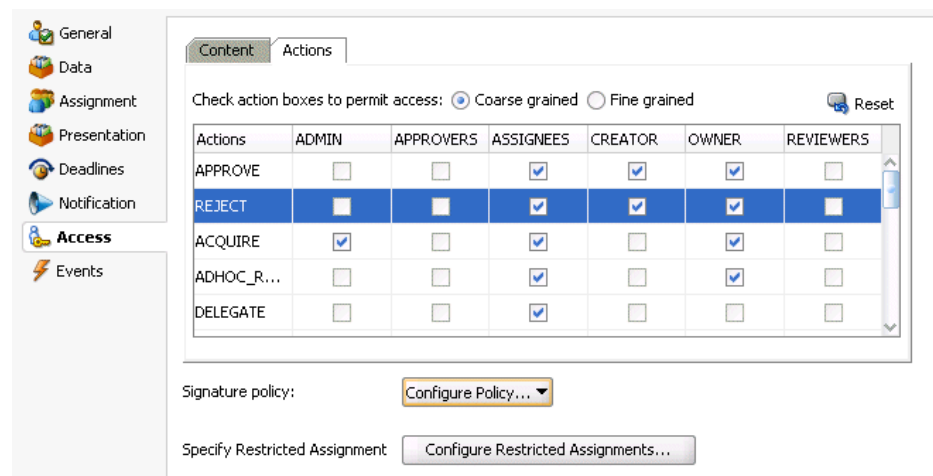 General
Data
Assignment
Presentation
Deadlines
Notification
Access
Events
Content Actions
Check action boxes to permit access: Coarse grained Fine grained Reset
Actions ADMIN APPROVERS ASSIGNEES CREATOR OWNER REVIEWERS
APPROVE
REJECT
ACQUIRE
ADHOC_R...
DELEGATE
Signature policy: Configure Policy...
Specify Restricted Assignment Configure Restricted Assignments...